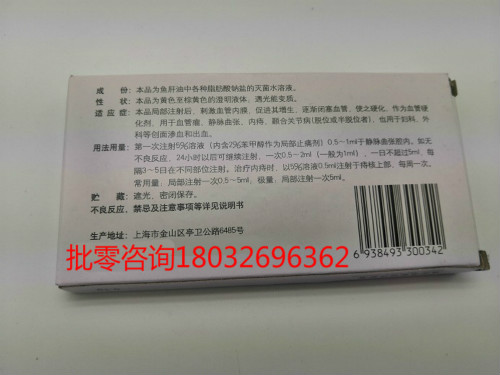 成　份：本品为鱼肝油中各种脂肪酸钠盐的灭菌水溶液。
性　状：本品为黄色至棕黄色的澄明液体，遇光能变质。
适 应 症：本品局部注射后，刺激血管内膜，促进其增生，逐渐闭塞血管，使之硬化，作为血管硬
化剂，用于血管瘤、静脉曲张、内痔，颞合关节病(脱位或半脱位者)，也用于妇科、外
科等创面渗血和出血。
用法用量：第一次注射5%溶液（内含2%苯甲醇作为局部止痛剂）0.5～1ml于静脉曲张腔内。如无
不良反应，24小时以后可继续注射，一次0.5～2ml（一般为1ml），一日不超过5ml，每
隔3～5日在不同部位注射。治疗内痔时，以5%溶液0.5ml注射于痔核上部，每周一次。
常用量：局部注射一次0.5～5ml，极量：局部注射一次5ml。
贮　藏：遮光、密闭保存。
不良反应、禁忌及注意事项等详见说明书
生产地址：上海市金山区亭卫公路6485号
批零咨询18032696362
6 938493 300342